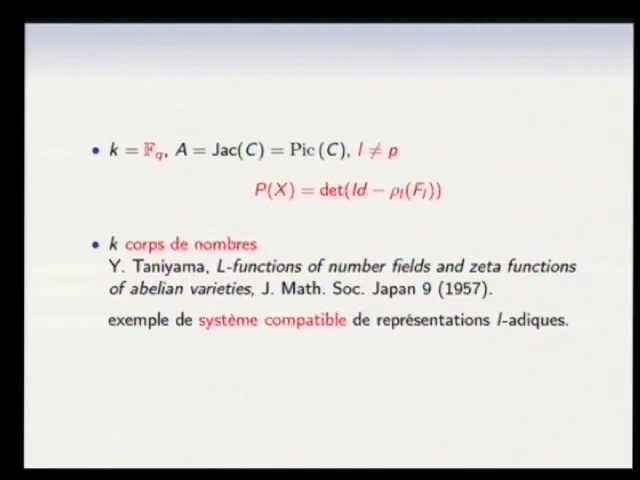 • k = 𝔽_q, A = Jac(C) = Pic (C), l ≠ p
P(X) = det(Id − ρ_l(F_l))
• k corps de nombres
Y. Taniyama, L-functions of number fields and zeta functions
of abelian varieties, J. Math. Soc. Japan 9 (1957).
exemple de système compatible de représentations l-adiques.